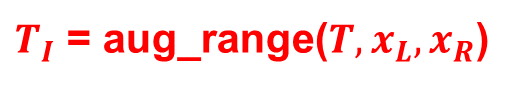 T_I = aug_range(T, x_L, x_R)